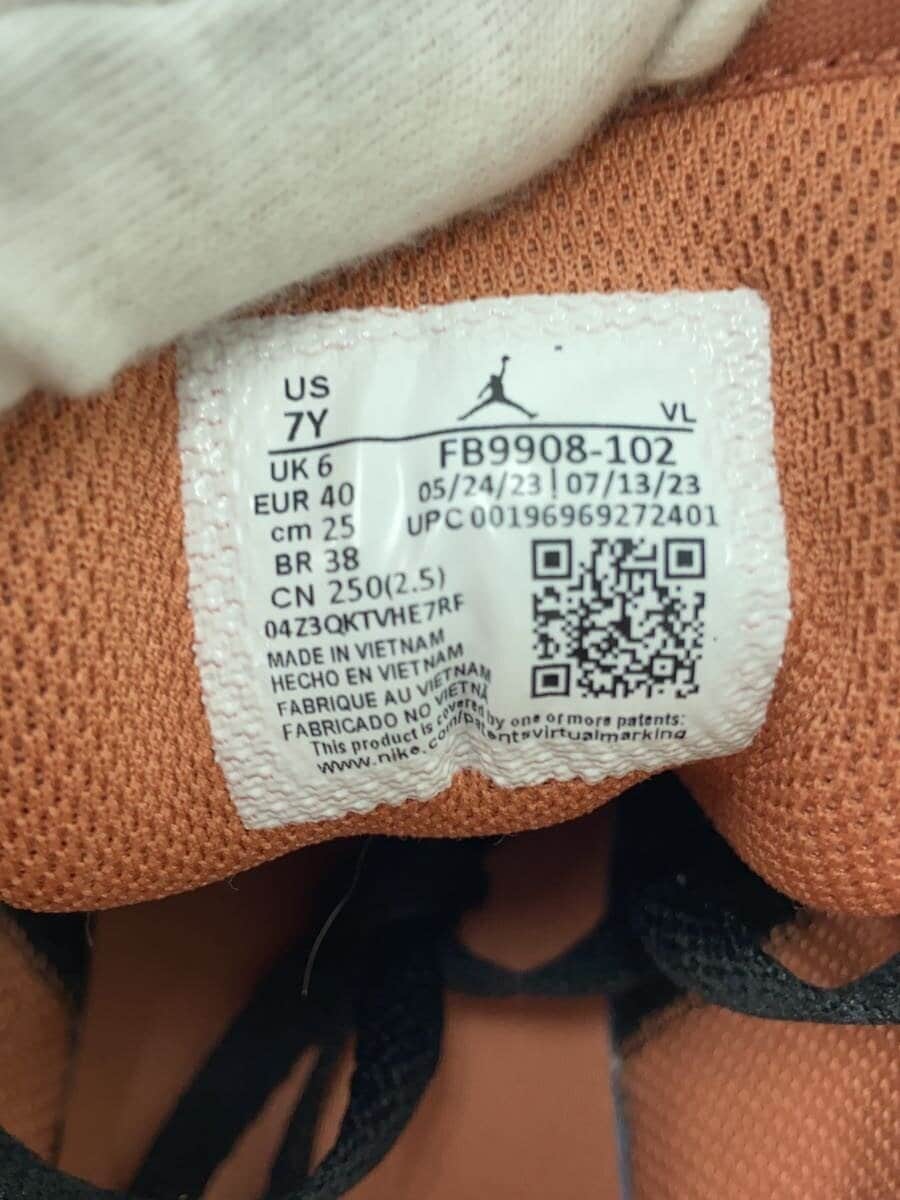 US
7Y
VL
UK 6
FB9908-102
EUR 40
05/24/23 | 07/13/23
cm 25
UPC 00196969272401
BR 38
CN 250(2.5)
04Z3QKTVHE7RF
MADE IN VIETNAM
HECHO EN VIETNAM
FABRIQUE AU VIETNAM
FABRICADO NO VIETNÃ
This product is covered by one or more patents:
www.nike.com/patentsvirtualmarking